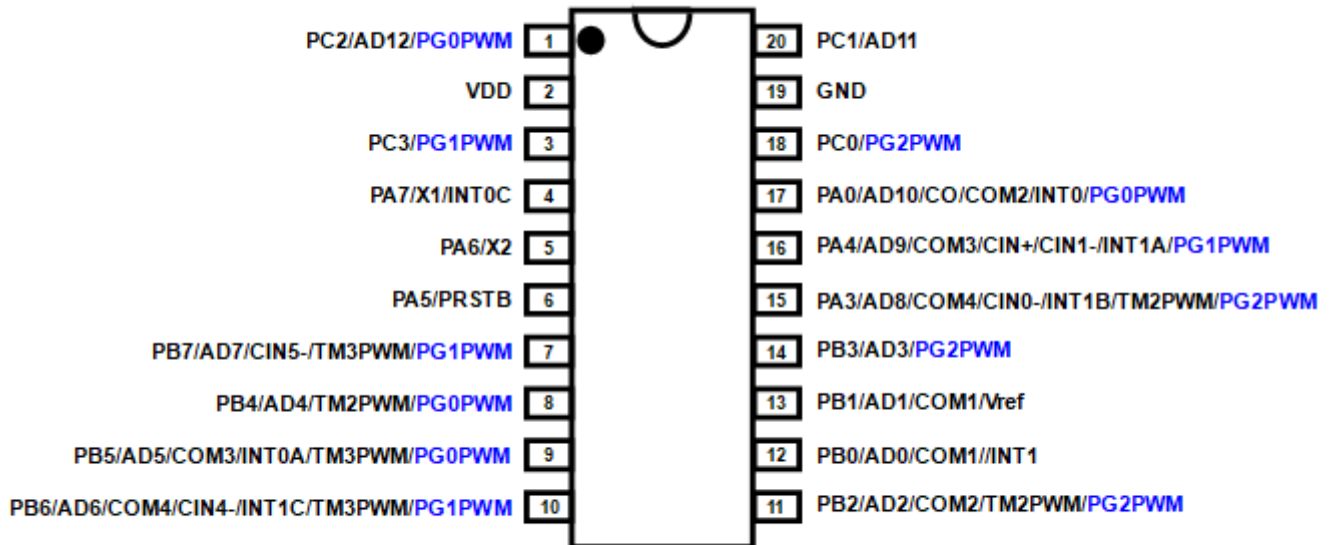 PC2/AD12/PG0PWM 1 20 PC1/AD11
VDD 2 19 GND
PC3/PG1PWM 3 18 PC0/PG2PWM
PA7/X1/INT0C 4 17 PA0/AD10/CO/COM2/INT0/PG0PWM
PA6/X2 5 16 PA4/AD9/COM3/CIN+/CIN1-/INT1A/PG1PWM
PA5/PRSTB 6 15 PA3/AD8/COM4/CIN0-/INT1B/TM2PWM/PG2PWM
PB7/AD7/CIN5-/TM3PWM/PG1PWM 7 14 PB3/AD3/PG2PWM
PB4/AD4/TM2PWM/PG0PWM 8 13 PB1/AD1/COM1/Vref
PB5/AD5/COM3/INT0A/TM3PWM/PG0PWM 9 12 PB0/AD0/COM1//INT1
PB6/AD6/COM4/CIN4-/INT1C/TM3PWM/PG1PWM 10 11 PB2/AD2/COM2/TM2PWM/PG2PWM